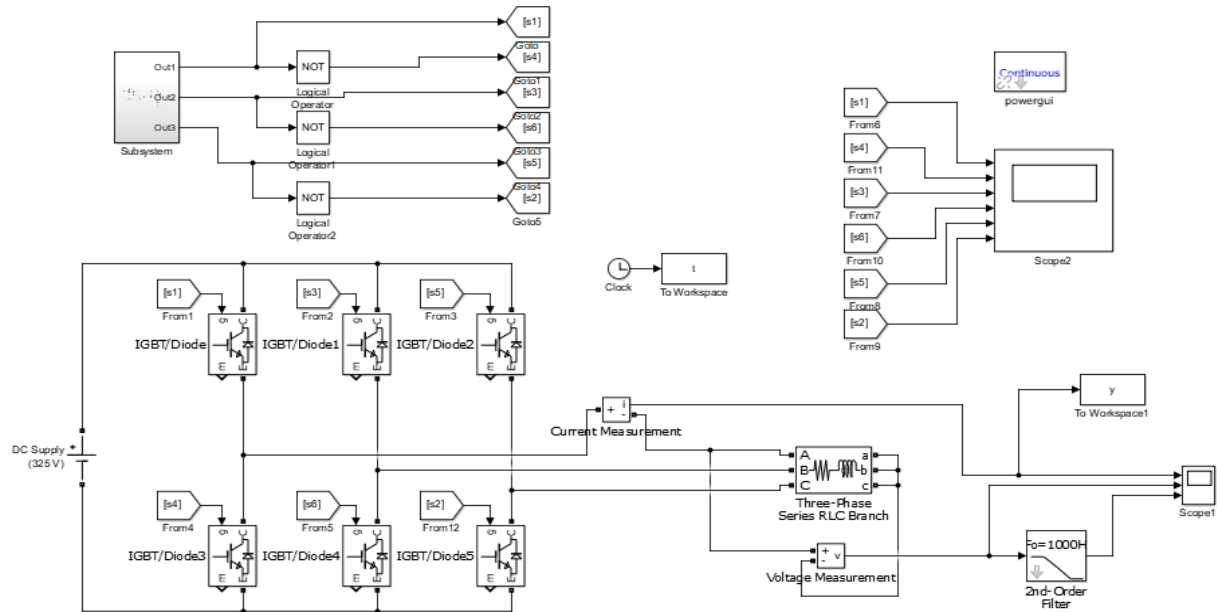 [s1]
Goto
[s4]
Out1
NOT
Logical
Operator
Goto1
[s3]
Out2
Goto2
[s6]
NOT
Logical
Operator1
Out3
Subsystem
Goto3
[s5]
Goto4
[s2]
NOT
Logical
Operator2
Goto5
Continuous
powergui
[s1]
From6
[s4]
From11
[s3]
From7
[s6]
From10
[s5]
From8
[s2]
From9
Scope2
Clock
t
To Workspace
[s1]
From1
g
C
m
E
IGBT/Diode
[s3]
From2
g
C
m
E
IGBT/Diode1
[s5]
From3
g
C
m
E
IGBT/Diode2
DC Supply
(325 V)
+
[s4]
From4
g
C
m
E
IGBT/Diode3
[s6]
From5
g
C
m
E
IGBT/Diode4
[s2]
From12
g
C
m
E
IGBT/Diode5
+
i
-
Current Measurement
y
To Workspace1
A
a
B
b
C
c
Three-Phase
Series RLC Branch
+
v
-
Voltage Measurement
Fo=1000H
2nd-Order
Filter
Scope1